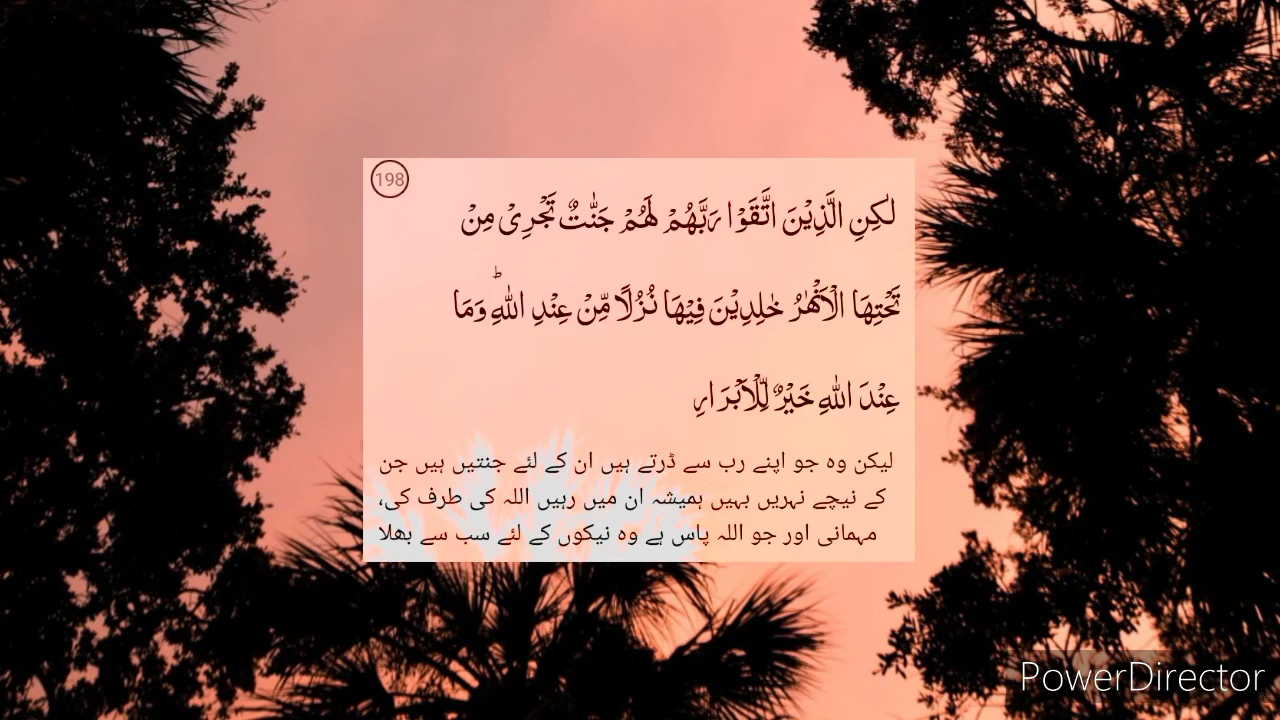 198
لٰكِنِ الَّذِيْنَ اتَّقَوْا رَبَّهُمْ لَهُمْ جَنّٰتٌ تَجْرِىْ مِنْ
تَحْتِهَا الْاَنْهٰرُ خٰلِدِيْنَ فِيْهَا نُزُلًا مِّنْ عِنْدِ اللّٰهِؕ وَمَا
عِنْدَ اللّٰهِ خَيْرٌ لِّلْاَبْرَارِ
لیکن وہ جو اپنے رب سے ڈرتے ہیں ان کے لئے جنتیں ہیں جن
کے نیچے نہریں بہیں ہمیشہ ان میں رہیں اللہ کی طرف کی،
مہمانی اور جو اللہ پاس ہے وہ نیکوں کے لئے سب سے بھلا
PowerDirector